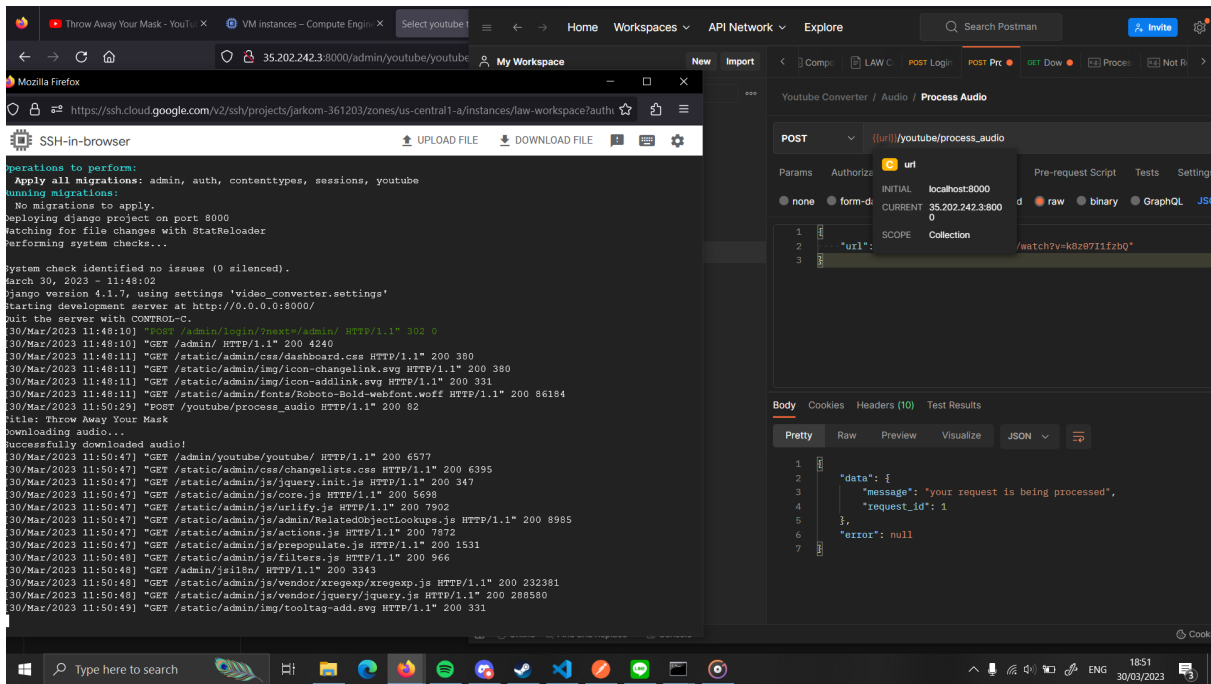 Throw Away Your Mask - YouTu
VM instances – Compute Engin
Select youtube t
35.202.242.3:8000/admin/youtube/youtube
Mozilla Firefox
https://ssh.cloud.google.com/v2/ssh/projects/jarkom-361203/zones/us-central1-a/instances/law-workspace?authu
SSH-in-browser
UPLOAD FILE
DOWNLOAD FILE
Operations to perform:
Apply all migrations: admin, auth, contenttypes, sessions, youtube
Running migrations:
No migrations to apply.
Deploying django project on port 8000
Watching for file changes with StatReloader
Performing system checks...
System check identified no issues (0 silenced).
March 30, 2023 - 11:48:02
Django version 4.1.7, using settings 'video_converter.settings'
Starting development server at http://0.0.0.0:8000/
Quit the server with CONTROL-C.
[30/Mar/2023 11:48:10] "POST /admin/login/?next=/admin/ HTTP/1.1" 302 0
[30/Mar/2023 11:48:10] "GET /admin/ HTTP/1.1" 200 4240
[30/Mar/2023 11:48:11] "GET /static/admin/css/dashboard.css HTTP/1.1" 200 380
[30/Mar/2023 11:48:11] "GET /static/admin/img/icon-changelink.svg HTTP/1.1" 200 380
[30/Mar/2023 11:48:11] "GET /static/admin/img/icon-addlink.svg HTTP/1.1" 200 331
[30/Mar/2023 11:48:11] "GET /static/admin/fonts/Roboto-Bold-webfont.woff HTTP/1.1" 200 86184
[30/Mar/2023 11:50:29] "POST /youtube/process_audio HTTP/1.1" 200 82
Title: Throw Away Your Mask
Downloading audio...
Successfully downloaded audio!
[30/Mar/2023 11:50:47] "GET /admin/youtube/youtube/ HTTP/1.1" 200 6577
[30/Mar/2023 11:50:47] "GET /static/admin/css/changelists.css HTTP/1.1" 200 6395
[30/Mar/2023 11:50:47] "GET /static/admin/js/jquery.init.js HTTP/1.1" 200 347
[30/Mar/2023 11:50:47] "GET /static/admin/js/core.js HTTP/1.1" 200 5698
[30/Mar/2023 11:50:47] "GET /static/admin/js/urlify.js HTTP/1.1" 200 7902
[30/Mar/2023 11:50:47] "GET /static/admin/js/admin/RelatedObjectLookups.js HTTP/1.1" 200 8985
[30/Mar/2023 11:50:47] "GET /static/admin/js/actions.js HTTP/1.1" 200 7872
[30/Mar/2023 11:50:47] "GET /static/admin/js/prepopulate.js HTTP/1.1" 200 1531
[30/Mar/2023 11:50:48] "GET /static/admin/js/filters.js HTTP/1.1" 200 966
[30/Mar/2023 11:50:48] "GET /admin/jsi18n/ HTTP/1.1" 200 3343
[30/Mar/2023 11:50:48] "GET /static/admin/js/vendor/xregexp/xregexp.js HTTP/1.1" 200 232381
[30/Mar/2023 11:50:48] "GET /static/admin/js/vendor/jquery/jquery.js HTTP/1.1" 200 288580
[30/Mar/2023 11:50:49] "GET /static/admin/img/tooltag-add.svg HTTP/1.1" 200 331
Home Workspaces API Network Explore
Search Postman
Invite
My Workspace
New Import
Compo LAW C POST Login POST Prc GET Dow Proces Not R
Youtube Converter / Audio / Process Audio
POST {{url}}/youtube/process_audio
Params Authoriza Pre-request Script Tests Setting
none form-da d raw binary GraphQL JSO
C url
INITIAL localhost:8000
CURRENT 35.202.242.3:800
0
SCOPE Collection
1 {
2 "url": /watch?v=k8z07I1fzbQ"
3 }
Body Cookies Headers (10) Test Results
Pretty Raw Preview Visualize JSON
1 {
2 "data": {
3 "message": "your request is being processed",
4 "request_id": 1
5 },
6 "error": null
7 }
Cook
Type here to search
ENG
18:51
30/03/2023
3